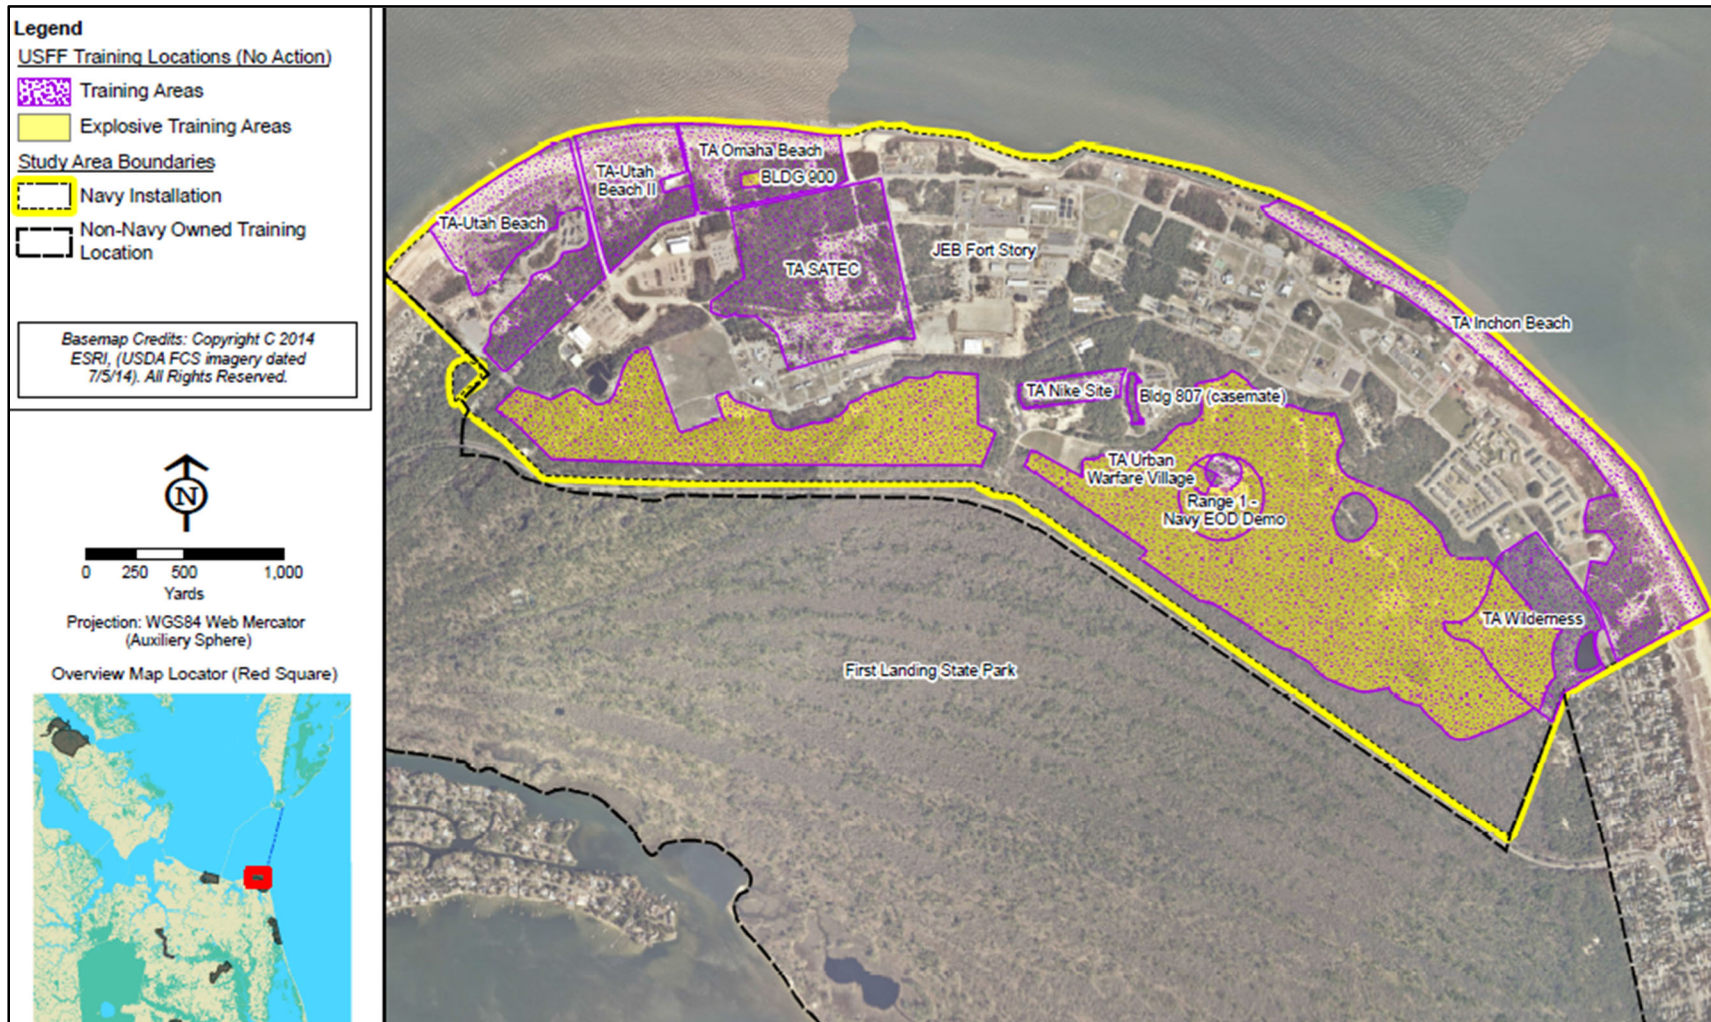 Legend
USFF Training Locations (No Action)
Training Areas
Explosive Training Areas
Study Area Boundaries
Navy Installation
Non-Navy Owned Training
Location
Basemap Credits: Copyright C 2014
ESRI, (USDA FCS imagery dated
7/5/14). All Rights Reserved.
N
0 250 500 1,000
Yards
Projection: WGS84 Web Mercator
(Auxiliery Sphere)
Overview Map Locator (Red Square)
TA Omaha Beach
BLDG 900
TA-Utah
Beach II
TA-Utah Beach
TA SATEC
JEB Fort Story
TA Inchon Beach
TA Nike Site
Bldg 807 (casemate)
TA Urban
Warfare Village
Range 1 -
Navy EOD Demo
TA Wilderness
First Landing State Park